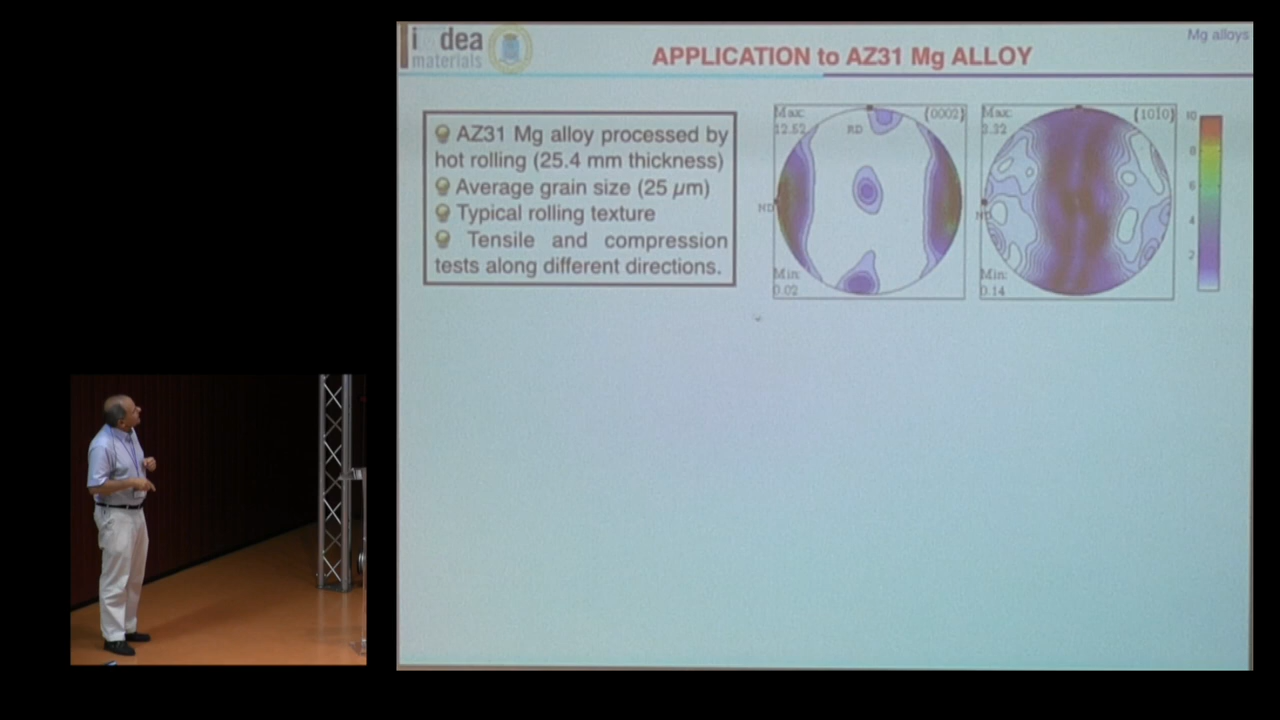 i dea
materials
Mg alloys
APPLICATION to AZ31 Mg ALLOY
AZ31 Mg alloy processed by
hot rolling (25.4 mm thickness)
Average grain size (25 µm)
Typical rolling texture
Tensile and compression
tests along different directions.
Max:
12.52
RD
{0002}
ND
Min:
0.02
Max:
3.32
{1010}
ND
Min:
0.14
10
8
6
4
2